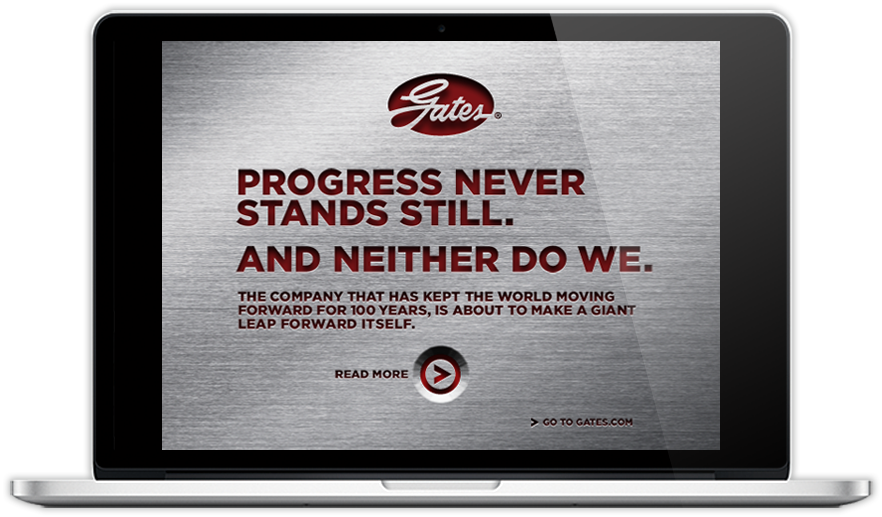 Gates®
PROGRESS NEVER
STANDS STILL.
AND NEITHER DO WE.
THE COMPANY THAT HAS KEPT THE WORLD MOVING
FORWARD FOR 100 YEARS, IS ABOUT TO MAKE A GIANT
LEAP FORWARD ITSELF.
READ MORE >
> GO TO GATES.COM